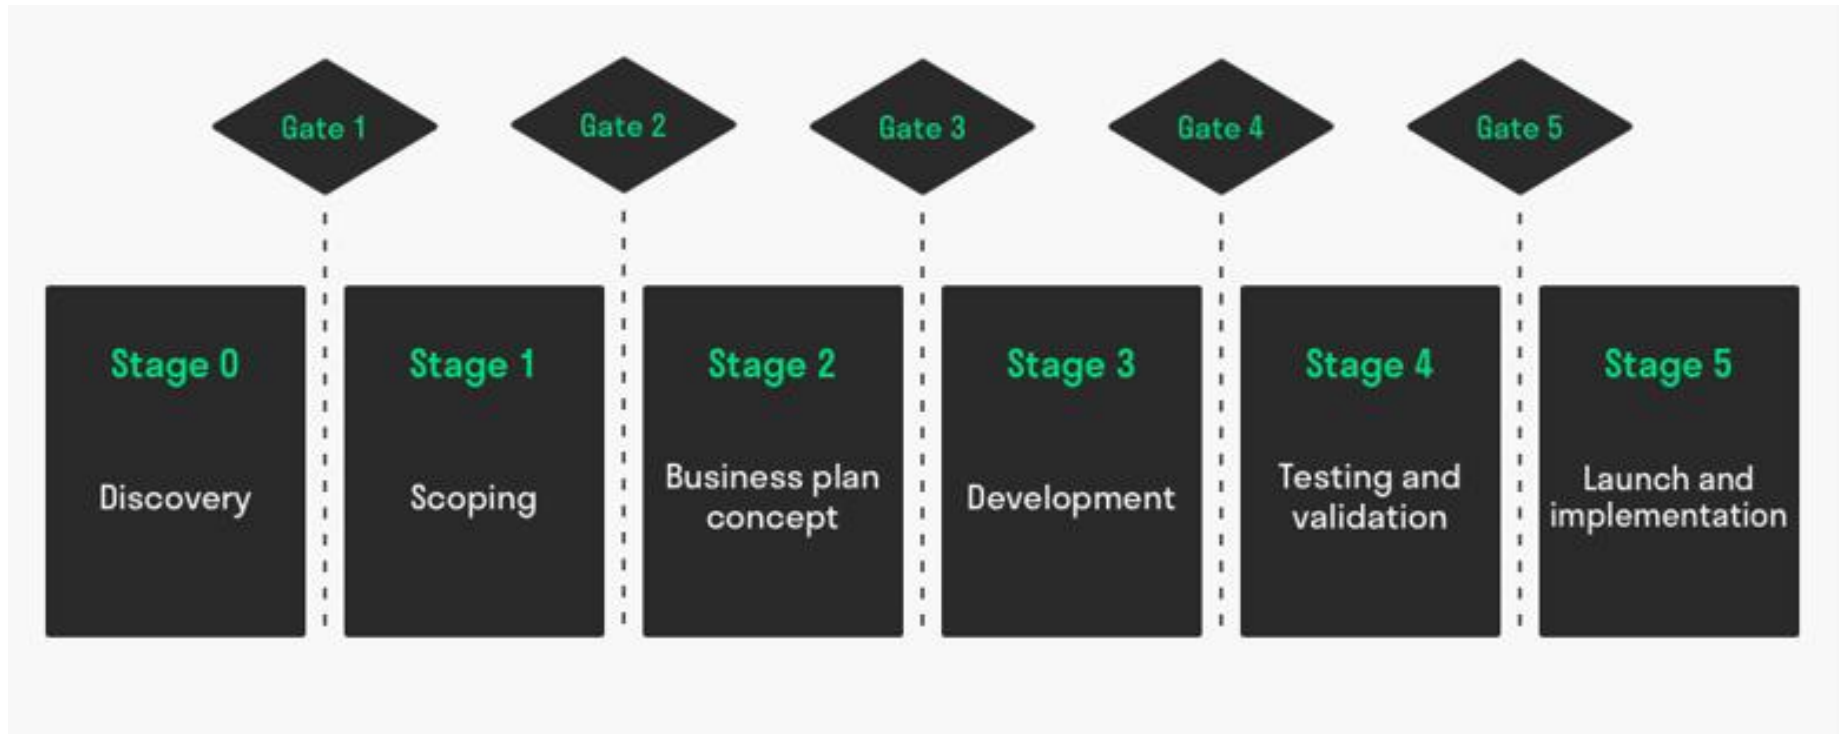 Gate 1
Gate 2
Gate 3
Gate 4
Gate 5
Stage 0
Discovery
Stage 1
Scoping
Stage 2
Business plan
concept
Stage 3
Development
Stage 4
Testing and
validation
Stage 5
Launch and
implementation